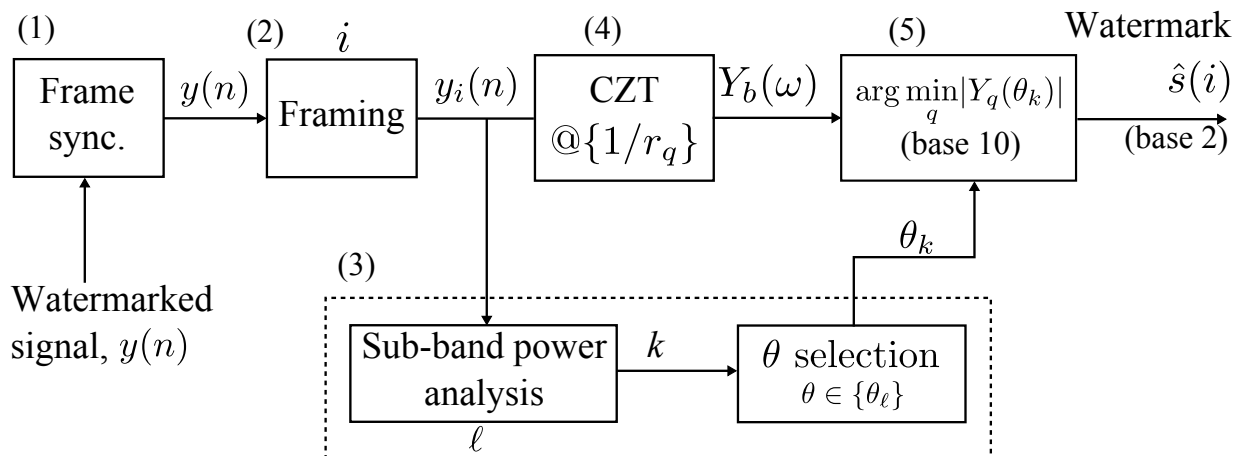 (1)
Frame
sync.
y(n)
(2)
i
Framing
y_i(n)
(4)
CZT
@{1/r_q}
Y_b(ω)
(5)
arg min_q |Y_q(θ_k)|
(base 10)
Watermark
ŝ(i)
(base 2)
θ_k
Watermarked
signal, y(n)
(3)
Sub-band power
analysis
ℓ
k
θ selection
θ ∈ {θ_ℓ}